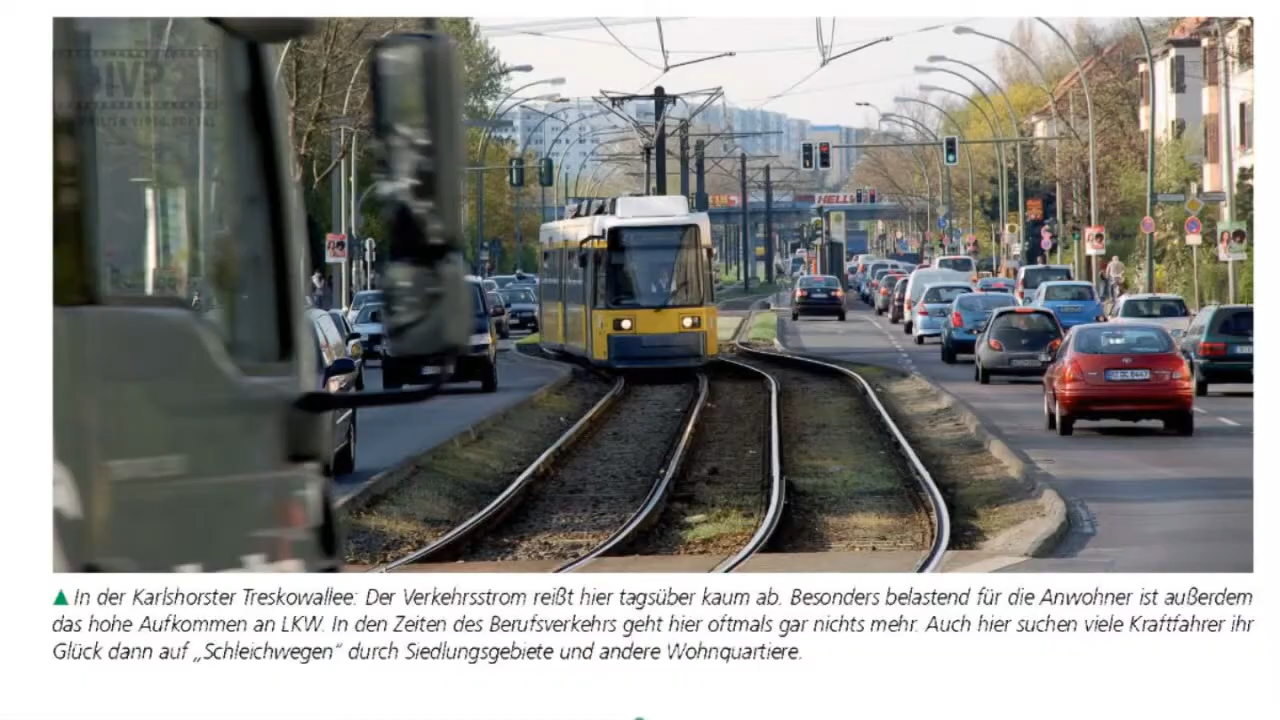 HELLW
▲ In der Karlshorster Treskowallee: Der Verkehrsstrom reißt hier tagsüber kaum ab. Besonders belastend für die Anwohner ist außerdem
das hohe Aufkommen an LKW. In den Zeiten des Berufsverkehrs geht hier oftmals gar nichts mehr. Auch hier suchen viele Kraftfahrer ihr
Glück dann auf „Schleichwegen“ durch Siedlungsgebiete und andere Wohnquartiere.